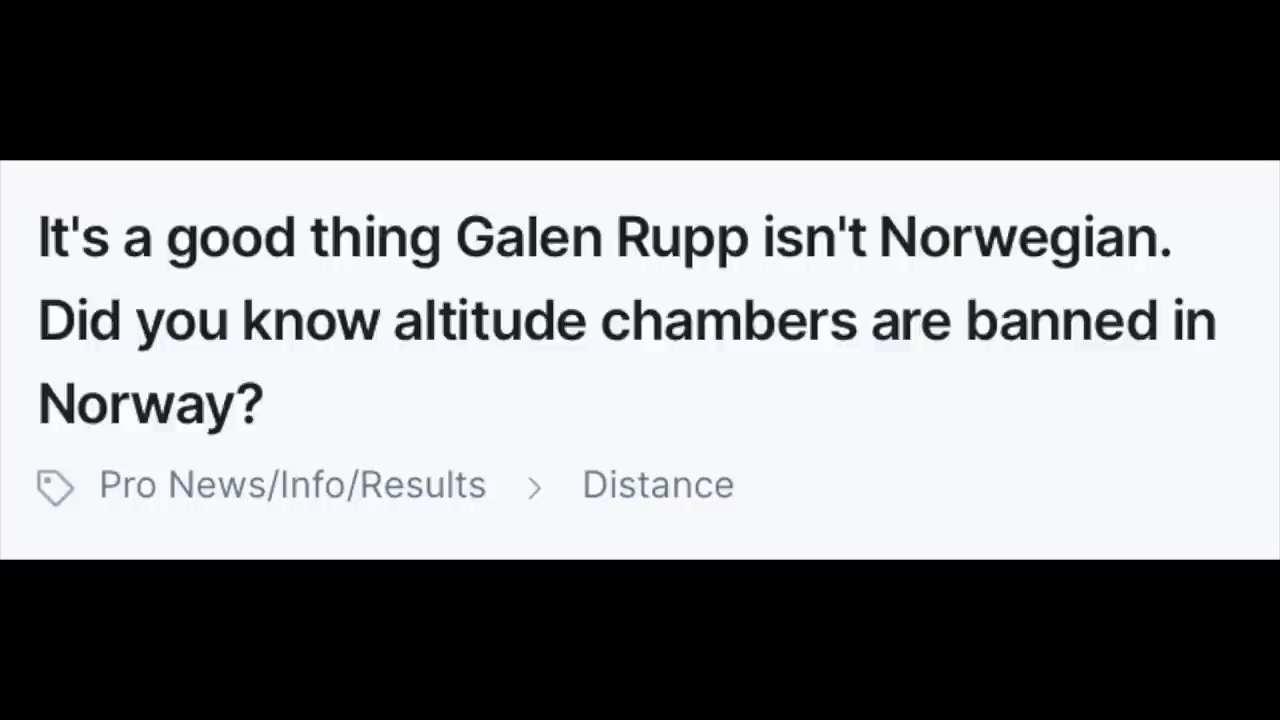 It's a good thing Galen Rupp isn't Norwegian.
Did you know altitude chambers are banned in
Norway?
Pro News/Info/Results > Distance